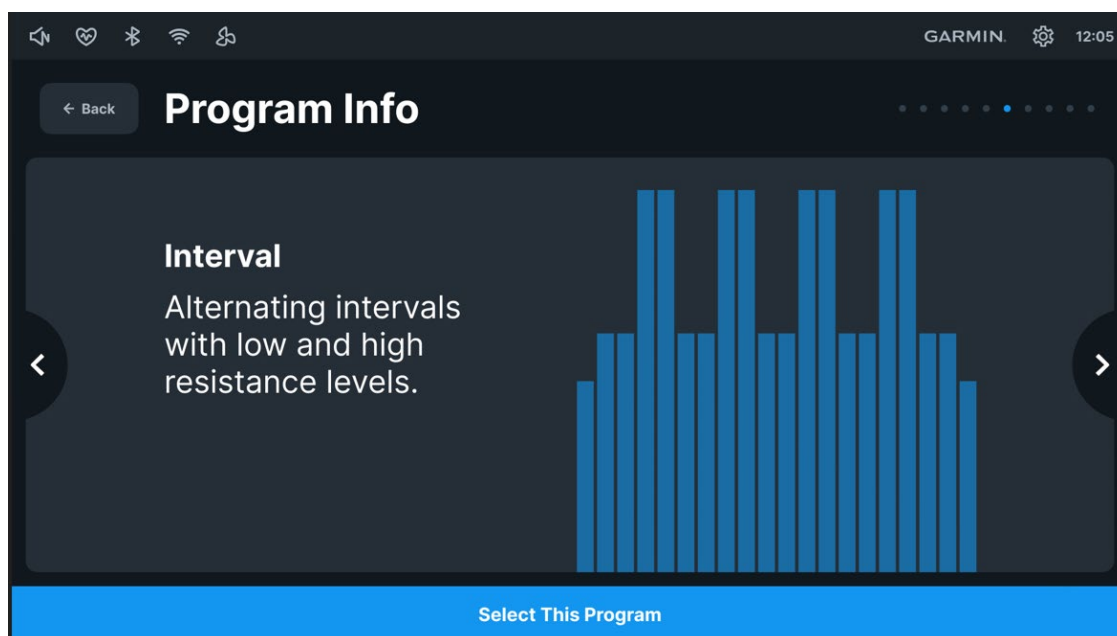 GARMIN.
12:05
← Back
Program Info
Interval
Alternating intervals
with low and high
resistance levels.
Select This Program